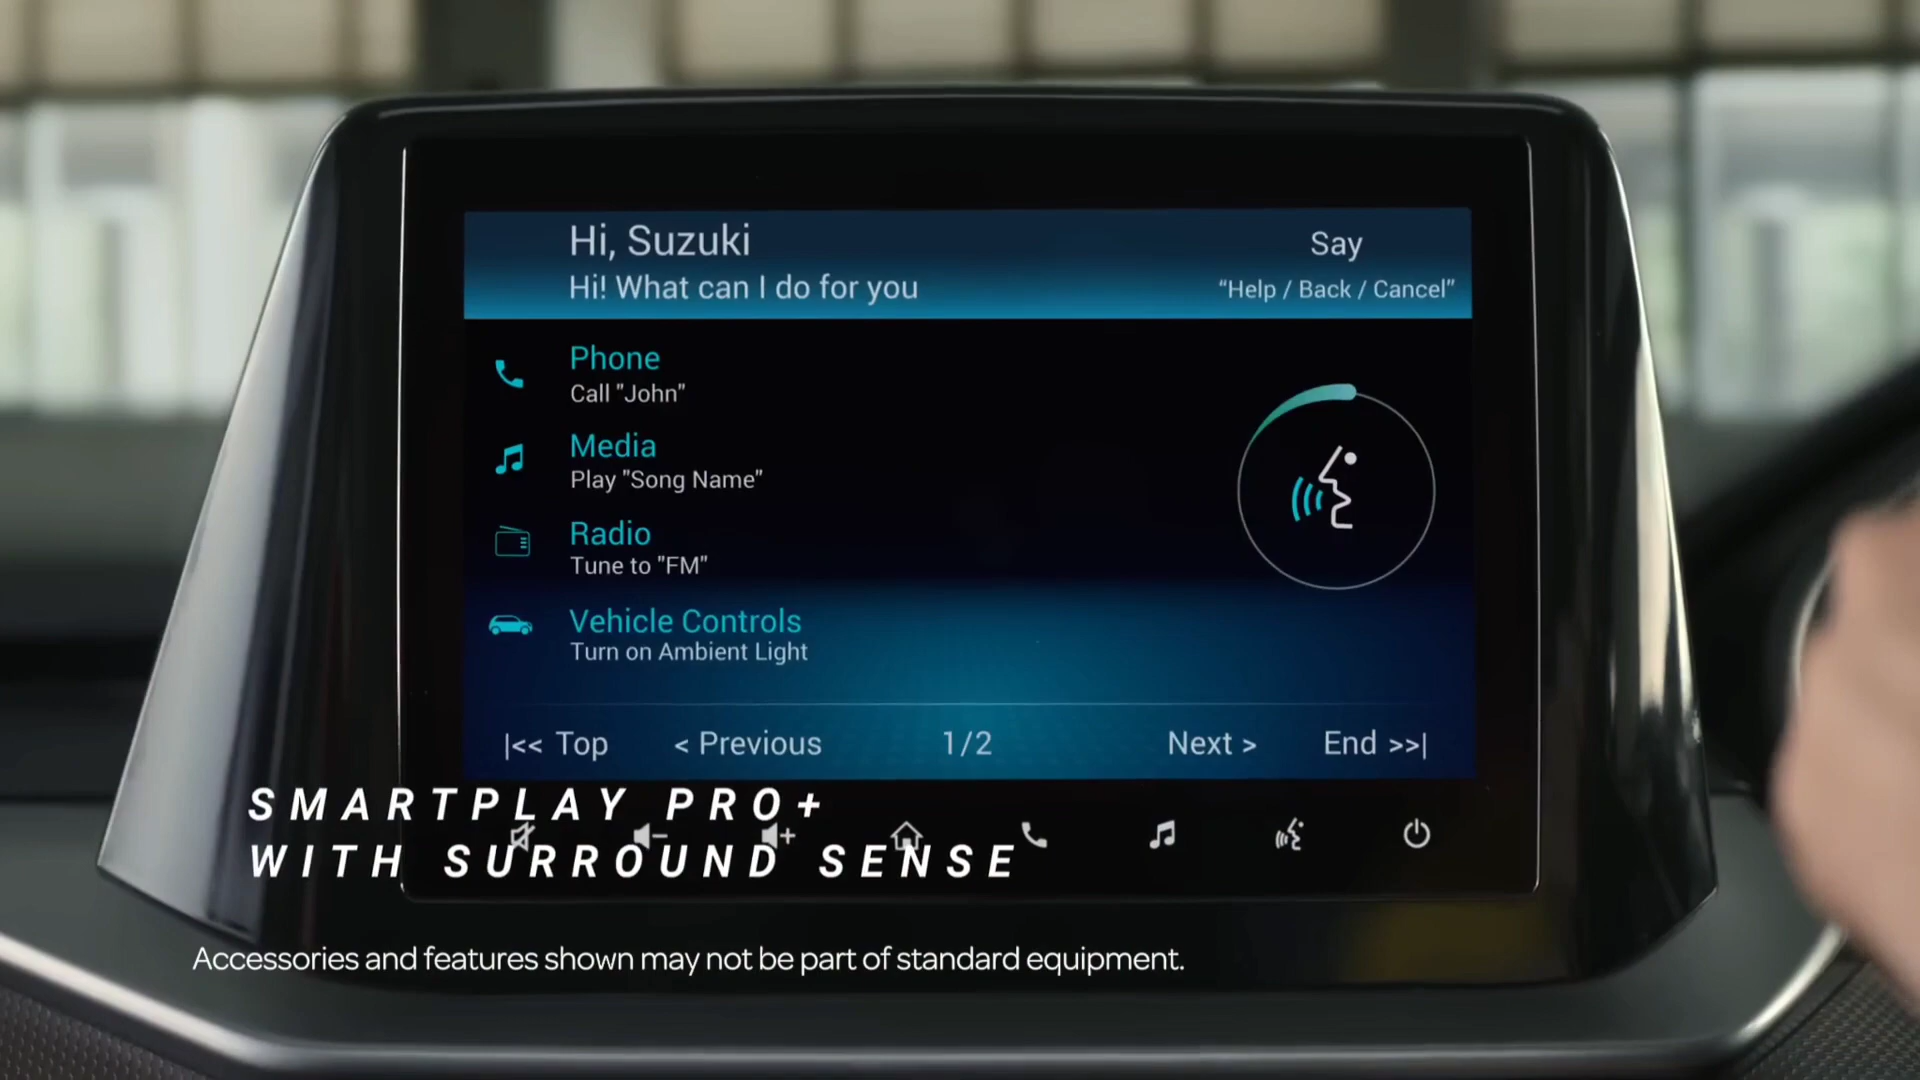 Hi, Suzuki
Hi! What can I do for you
Say
“Help / Back / Cancel”
Phone
Call "John"
Media
Play "Song Name"
Radio
Tune to "FM"
Vehicle Controls
Turn on Ambient Light
|<< Top < Previous 1/2 Next > End >>|
SMARTPLAY PRO+
WITH SURROUND SENSE
Accessories and features shown may not be part of standard equipment.